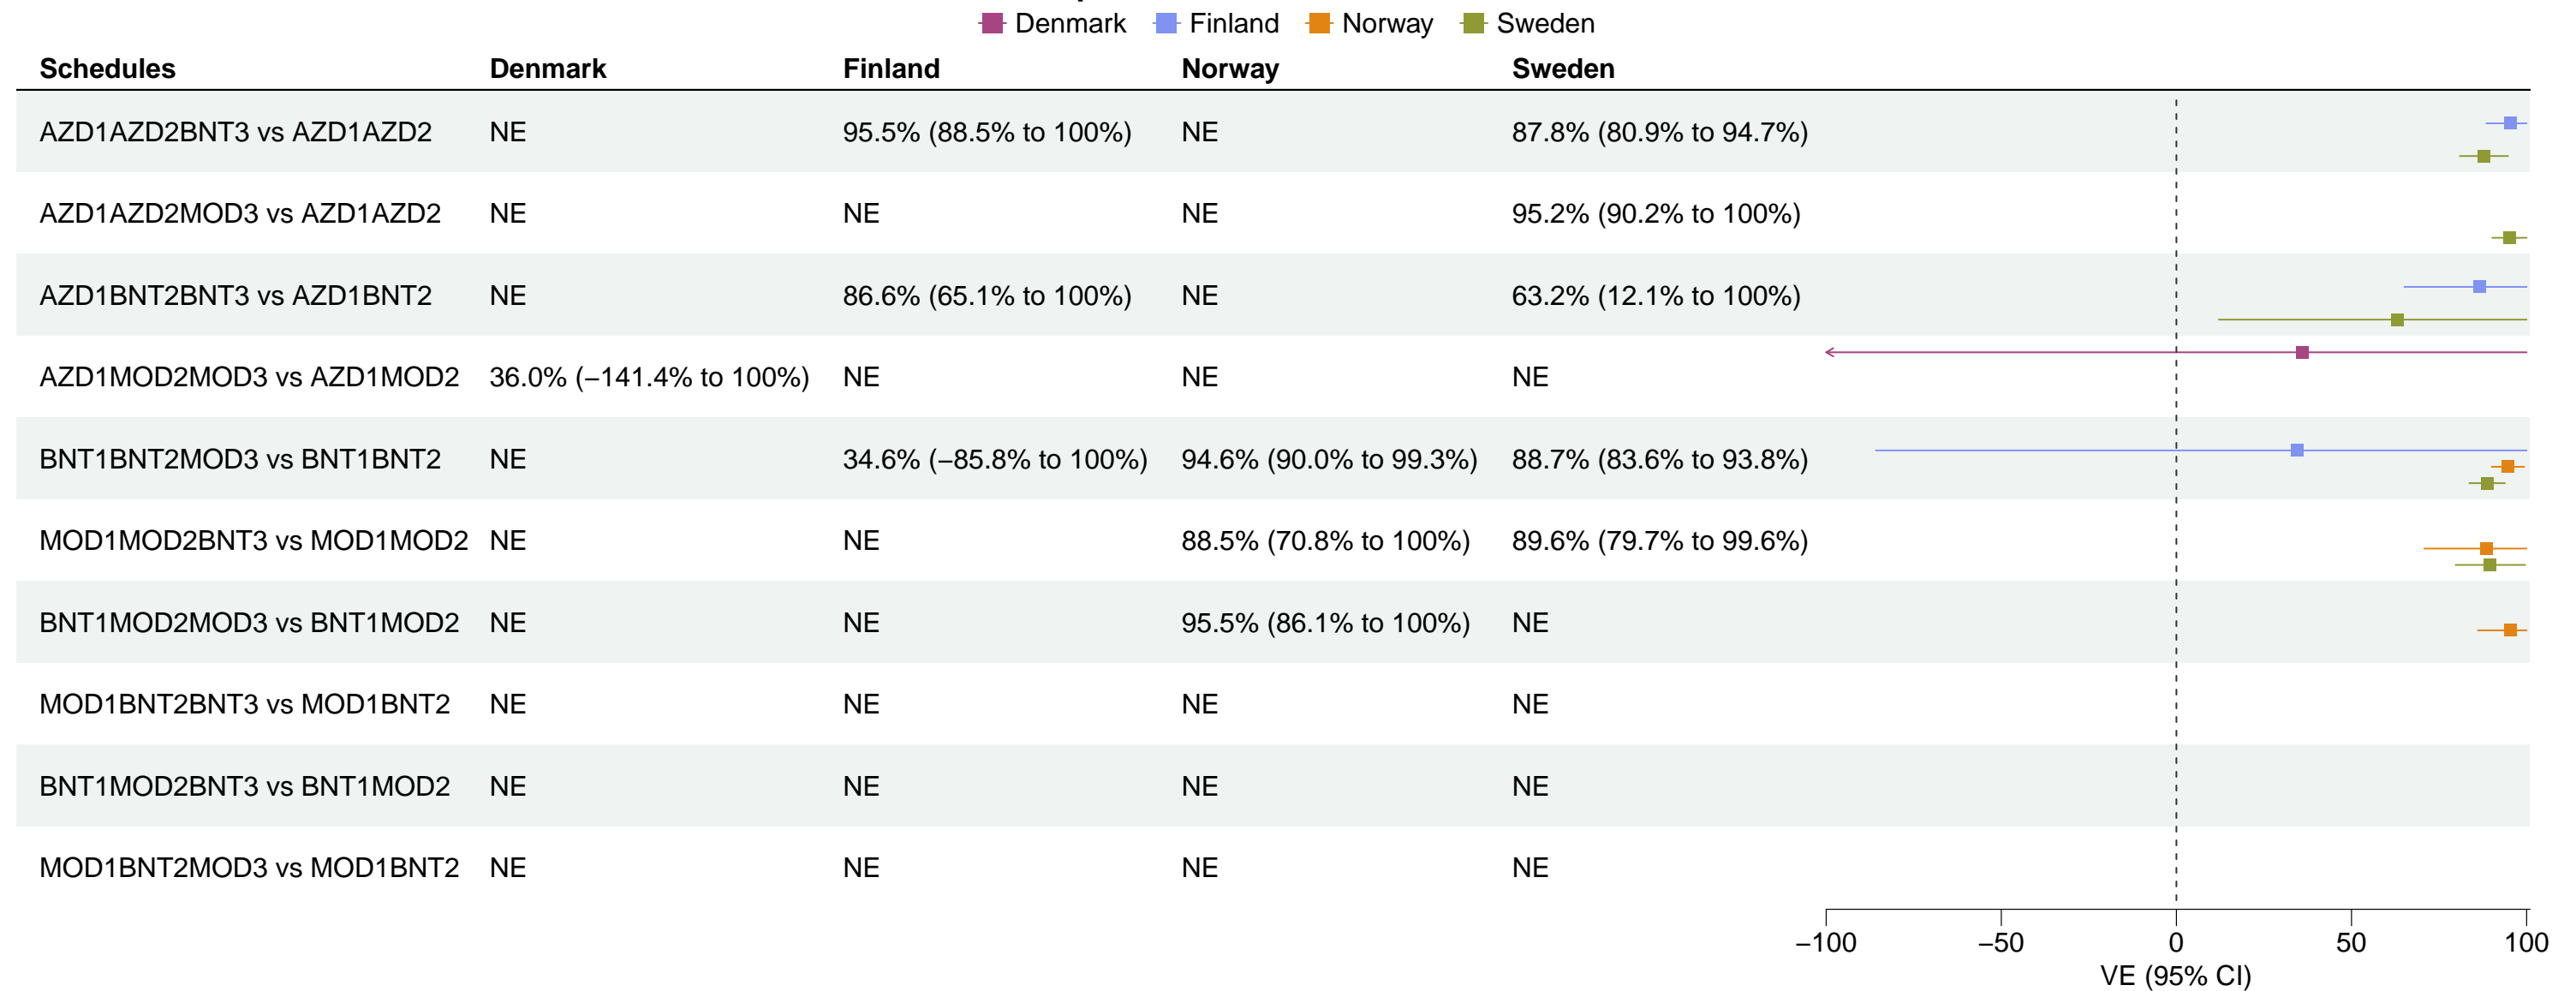 Denmark Finland Norway Sweden
Schedules Denmark Finland Norway Sweden
AZD1AZD2BNT3 vs AZD1AZD2 NE 95.5% (88.5% to 100%) NE 87.8% (80.9% to 94.7%)
AZD1AZD2MOD3 vs AZD1AZD2 NE NE NE 95.2% (90.2% to 100%)
AZD1BNT2BNT3 vs AZD1BNT2 NE 86.6% (65.1% to 100%) NE 63.2% (12.1% to 100%)
AZD1MOD2MOD3 vs AZD1MOD2 36.0% (−141.4% to 100%) NE NE NE
BNT1BNT2MOD3 vs BNT1BNT2 NE 34.6% (−85.8% to 100%) 94.6% (90.0% to 99.3%) 88.7% (83.6% to 93.8%)
MOD1MOD2BNT3 vs MOD1MOD2 NE NE 88.5% (70.8% to 100%) 89.6% (79.7% to 99.6%)
BNT1MOD2MOD3 vs BNT1MOD2 NE NE 95.5% (86.1% to 100%) NE
MOD1BNT2BNT3 vs MOD1BNT2 NE NE NE NE
BNT1MOD2BNT3 vs BNT1MOD2 NE NE NE NE
MOD1BNT2MOD3 vs MOD1BNT2 NE NE NE NE
−100 −50 0 50 100
VE (95% CI)